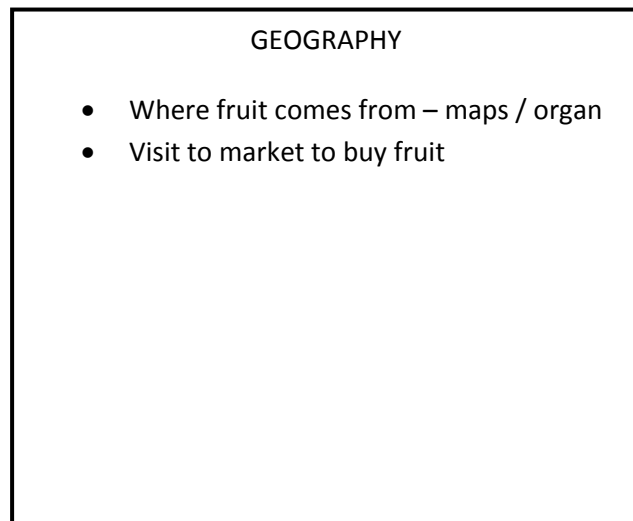 GEOGRAPHY
• Where fruit comes from – maps / organ
• Visit to market to buy fruit